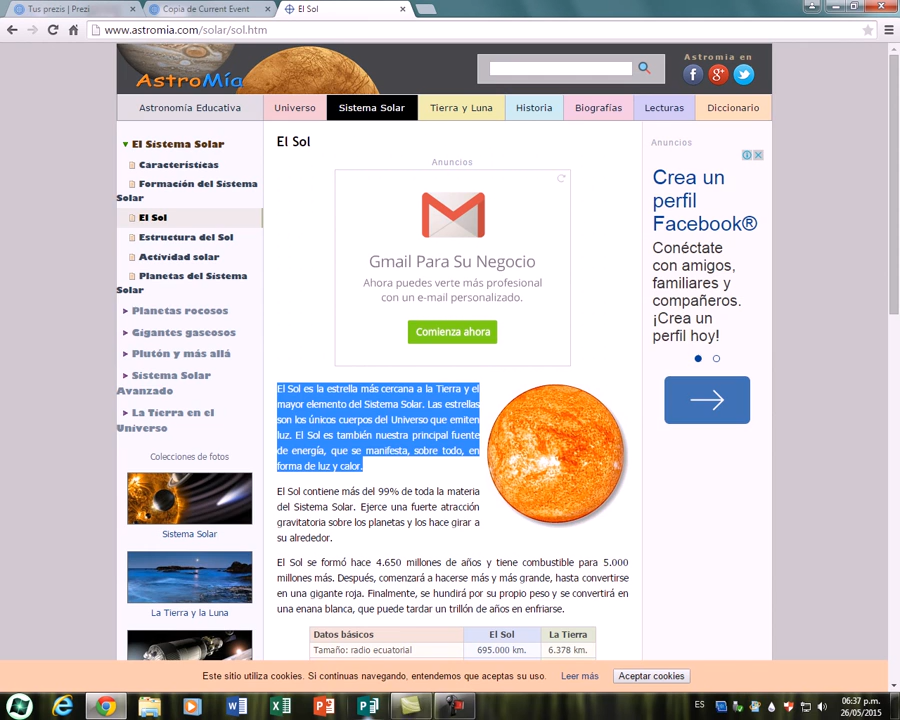 Tus prezis | Prezi
Copia de Current Event
El Sol
www.astromia.com/solar/sol.htm
AstroMía
Astromia en
Astronomía Educativa
Universo
Sistema Solar
Tierra y Luna
Historia
Biografías
Lecturas
Diccionario
El Sistema Solar
Características
Formación del Sistema
Solar
El Sol
Estructura del Sol
Actividad solar
Planetas del Sistema
Solar
Planetas rocosos
Gigantes gaseosos
Plutón y más allá
Sistema Solar
Avanzado
La Tierra en el
Universo
Colecciones de fotos
Sistema Solar
La Tierra y la Luna
El Sol
Anuncios
Gmail Para Su Negocio
Ahora puedes verte más profesional
con un e-mail personalizado.
Comienza ahora
El Sol es la estrella más cercana a la Tierra y el
mayor elemento del Sistema Solar. Las estrellas
son los únicos cuerpos del Universo que emiten
luz. El Sol es también nuestra principal fuente
de energía, que se manifiesta, sobre todo, en
forma de luz y calor.
El Sol contiene más del 99% de toda la materia
del Sistema Solar. Ejerce una fuerte atracción
gravitatoria sobre los planetas y los hace girar a
su alrededor.
El Sol se formó hace 4.650 millones de años y tiene combustible para 5.000
millones más. Después, comenzará a hacerse más y más grande, hasta convertirse
en una gigante roja. Finalmente, se hundirá por su propio peso y se convertirá en
una enana blanca, que puede tardar un trillón de años en enfriarse.
Datos básicos El Sol La Tierra
Tamaño: radio ecuatorial 695.000 km. 6.378 km.
Anuncios
Crea un
perfil
Facebook®
Conéctate
con amigos,
familiares y
compañeros.
¡Crea un
perfil hoy!
Este sitio utiliza cookies. Si continuas navegando, entendemos que aceptas su uso. Leer más Aceptar cookies
ES
06:37 p.m.
26/05/2015